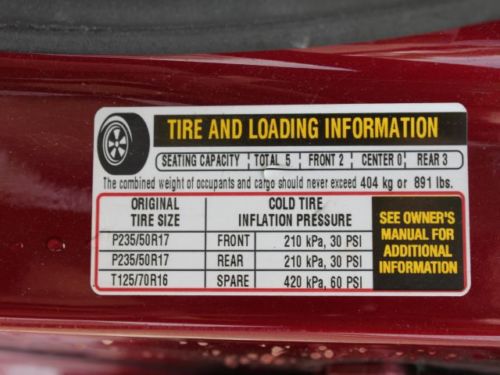 TIRE AND LOADING INFORMATION
SEATING CAPACITY TOTAL 5 FRONT 2 CENTER 0 REAR 3
The combined weight of occupants and cargo should never exceed 404 kg or 891 lbs.
ORIGINAL TIRE SIZE
COLD TIRE INFLATION PRESSURE
P235/50R17 FRONT 210 kPa, 30 PSI
P235/50R17 REAR 210 kPa, 30 PSI
T125/70R16 SPARE 420 kPa, 60 PSI
SEE OWNER'S
MANUAL FOR
ADDITIONAL
INFORMATION